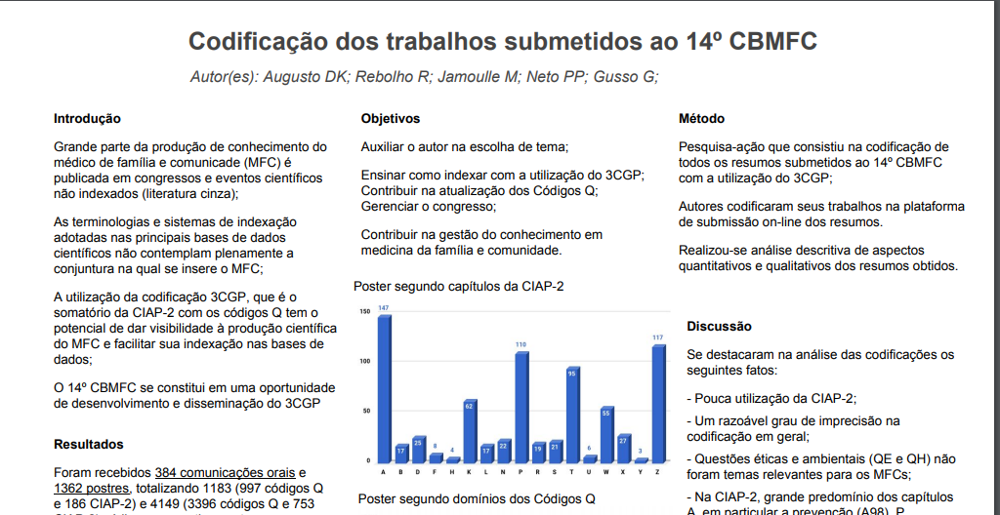 Codificação dos trabalhos submetidos ao 14º CBMFC
Autor(es): Augusto DK; Rebolho R; Jamoulle M; Neto PP; Gusso G;
Introdução
Grande parte da produção de conhecimento do
médico de família e comunicade (MFC) é
publicada em congressos e eventos científicos
não indexados (literatura cinza);
As terminologias e sistemas de indexação
adotadas nas principais bases de dados
científicos não contemplam plenamente a
conjuntura na qual se insere o MFC;
A utilização da codificação 3CGP, que é o
somatório da CIAP-2 com os códigos Q tem o
potencial de dar visibilidade à produção científica
do MFC e facilitar sua indexação nas bases de
dados;
O 14º CBMFC se constitui em uma oportunidade
de desenvolvimento e disseminação do 3CGP
Resultados
Foram recebidos 384 comunicações orais e
1362 postres, totalizando 1183 (997 códigos Q
e 186 CIAP-2) e 4149 (3396 códigos Q e 753
Objetivos
Auxiliar o autor na escolha de tema;
Ensinar como indexar com a utilização do 3CGP;
Contribuir na atualização dos Códigos Q;
Gerenciar o congresso;
Contribuir na gestão do conhecimento em
medicina da família e comunidade.
Poster segundo capítulos da CIAP-2
150
100
50
0
147
17
25
8
4
62
17
22
110
19
21
95
6
55
27
3
117
A B D F H K L N P R S T U W X Y Z
Poster segundo domínios dos Códigos Q
Método
Pesquisa-ação que consistiu na codificação de
todos os resumos submetidos ao 14º CBMFC
com a utilização do 3CGP;
Autores codificaram seus trabalhos na plataforma
de submissão on-line dos resumos.
Realizou-se análise descritiva de aspectos
quantitativos e qualitativos dos resumos obtidos.
Discussão
Se destacaram na análise das codificações os
seguintes fatos:
- Pouca utilização da CIAP-2;
- Um razoável grau de imprecisão na
codificação em geral;
- Questões éticas e ambientais (QE e QH) não
foram temas relevantes para os MFCs;
- Na CIAP-2, grande predomínio dos capítulos
A, em particular a prevenção (A98), P,